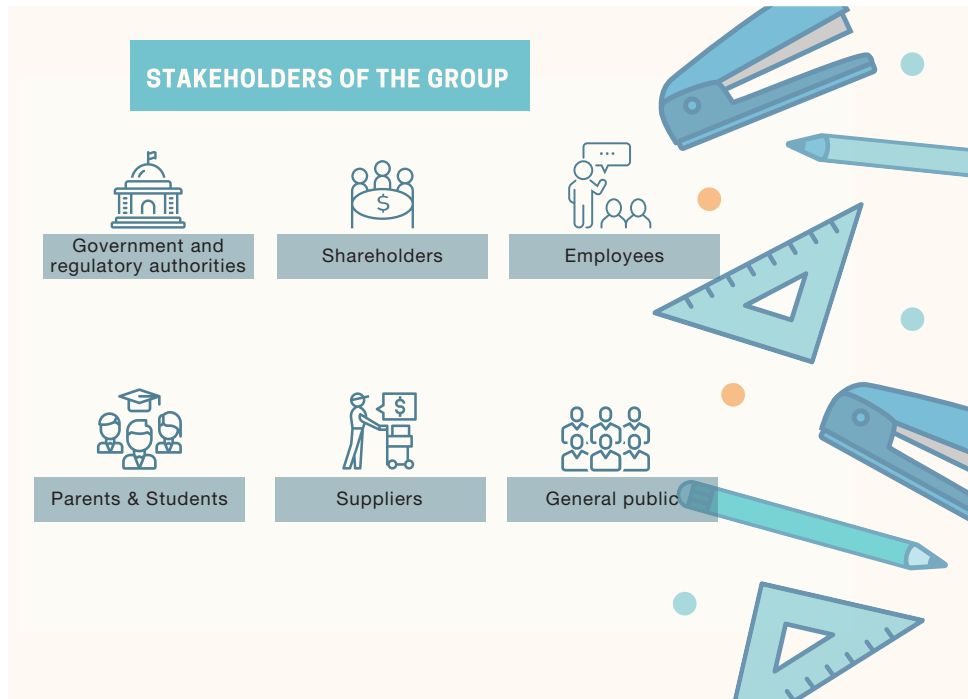 STAKEHOLDERS OF THE GROUP
Government and
regulatory authorities
Shareholders
Employees
Parents & Students
Suppliers
General public